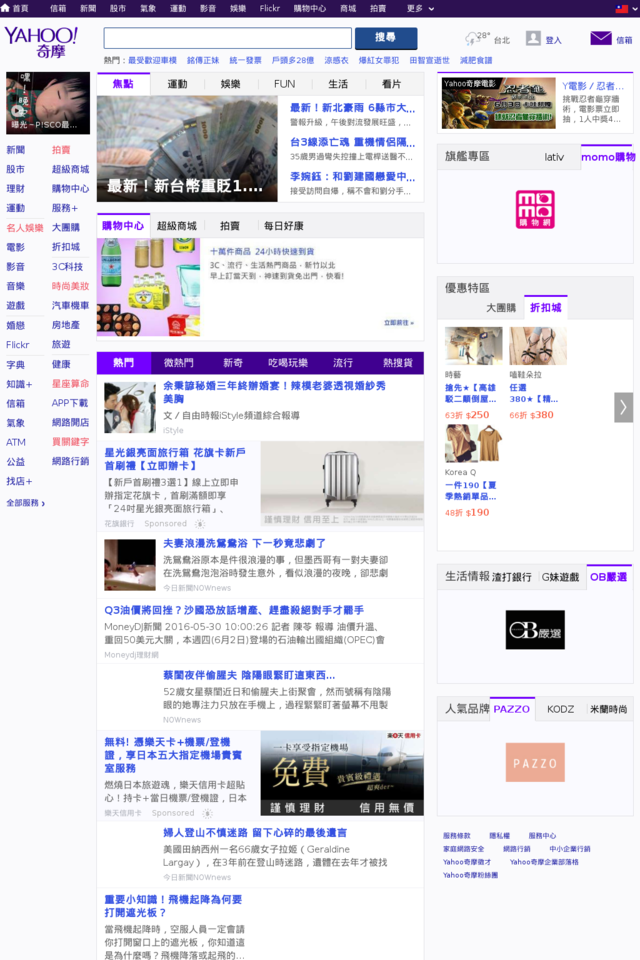 首頁 信箱 新聞 股市 氣象 運動 影音 娛樂 Flickr 購物中心 商城 拍賣 更多
YAHOO! 奇摩
搜尋
28° 台北 登入 信箱
熱門：最受歡迎車模 銘傳正妹 統一發票 戶頭多28億 涼感衣 爆紅女罪犯 田智宣逝世 減肥食譜
曝光～P!SCO最...
新聞 拍賣
股市 超級商城
理財 購物中心
運動 服務+
名人娛樂 大團購
電影 折扣城
影音 3C科技
音樂 時尚美妝
遊戲 汽車機車
婚戀 房地產
Flickr 旅遊
字典 健康
知識+ 星座算命
信箱 APP下載
氣象 網路開店
ATM 買關鍵字
公益 網路行銷
找店+
全部服務 ›
焦點 運動 娛樂 FUN 生活 看片
最新！新台幣重貶1....
最新！新北豪雨 6縣市大...
警報升級，午後對流發展旺盛，...
台3線添亡魂 重機情侶隔...
35歲男過彎失控撞上電桿送醫不...
李婉鈺：和劉建國戀愛中...
接受訪問自爆，稱不會和劉分手...
購物中心 超級商城 拍賣 每日好康
十萬件商品 24小時快速到貨
3C、流行、生活熱門商品，新竹以北
早上訂當天到，神速到貨免出門，快看!
立即前往 »
熱門 微熱門 新奇 吃喝玩樂 流行 熱搜貨
余秉諺秘婚三年終辦婚宴！辣模老婆透視婚紗秀
美胸
文／自由時報iStyle頻道綜合報導
iStyle
星光銀亮面旅行箱 花旗卡新戶
首刷禮【立即辦卡】
【新戶首刷禮3選1】線上立即申
辦指定花旗卡，首刷滿額即享
「24吋星光銀亮面旅行箱」、
花旗銀行 Sponsored
謹慎理財 信用至上
夫妻浪漫洗鴛鴦浴 下一秒竟悲劇了
洗鴛鴦浴原本是件很浪漫的事，但墨西哥有一對夫妻卻
在洗鴛鴦泡泡浴時發生意外，看似浪漫的夜晚，卻悲劇
今日新聞NOWnews
Q3油價將回挫？沙國恐放話增產、趕盡殺絕對手才罷手
MoneyDJ新聞 2016-05-30 10:00:26 記者 陳苓 報導 油價升溫、
重回50美元大關，本週四(6月2日)登場的石油輸出國組織(OPEC)會
Moneydj理財網
蔡閨夜伴偷腥夫 陰陽眼緊盯這東西...
52歲女星蔡閨近日和偷腥夫上街聚會，然而號稱有陰陽
眼的她專注力只放在手機上，過程緊緊盯著螢幕不甩製
NOWnews
無料! 憑樂天卡+機票/登機
證，享日本五大指定機場貴賓
室服務
燃燒日本旅遊魂，樂天信用卡超貼
心！持卡+當日機票/登機證，日本
樂天信用卡 Sponsored
一卡享受指定機場
免費
謹慎理財 信用無價
婦人登山不慎迷路 留下心碎的最後遺言
美國田納西州一名66歲女子拉姬（Geraldine
Largay），在3年前在登山時迷路，遺體在去年才被找
今日新聞NOWnews
重要小知識！飛機起降為何要
打開遮光板？
當飛機起降時，空服人員一定會請
你打開窗口上的遮光板，你知道這
是為什麼嗎？飛機降落或起飛的...
Yahoo奇摩電影
Y電影 / 忍者...
挑戰忍者龜穿牆
術，電影票立即
抽，1人中獎4...
旗艦專區 lativ momo購物
momo 購物網
優惠特區
大團購 折扣城
時藝
搶先★【高雄
駁二顛倒屋...
63折 $250
嗑鞋朵拉
任選
380★【精...
66折 $380
Korea Q
一件190【夏
季熱銷單品...
48折 $190
生活情報 渣打銀行 G妹遊戲 OB嚴選
OB 嚴選
人氣品牌 PAZZO KODZ 米蘭時尚
PAZZO
服務條款 隱私權 服務中心
家庭網路安全 網路行銷 中小企業行銷
Yahoo奇摩徵才 Yahoo奇摩企業部落格
Yahoo奇摩粉絲團